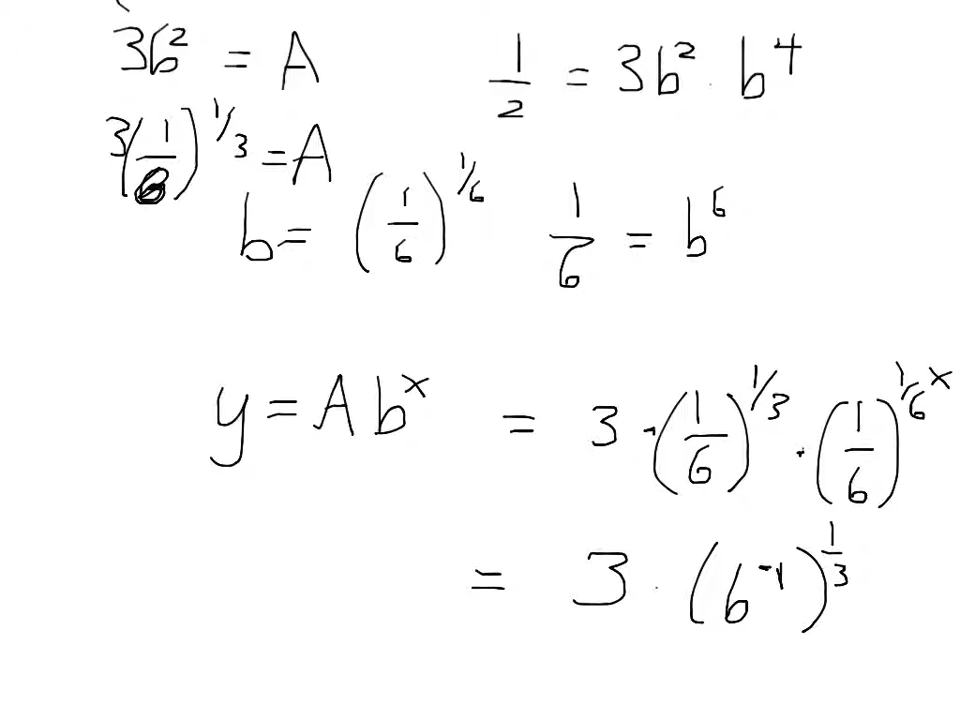 3b² = A    1/2 = 3b² · b⁴
3(1/6)^(1/3) = A
b = (1/6)^(1/6)    1/6 = b⁶
y = Ab^x = 3 · (1/6)^(1/3) · (1/6)^(1/6 x)
= 3 · (6⁻¹)^(1/3)